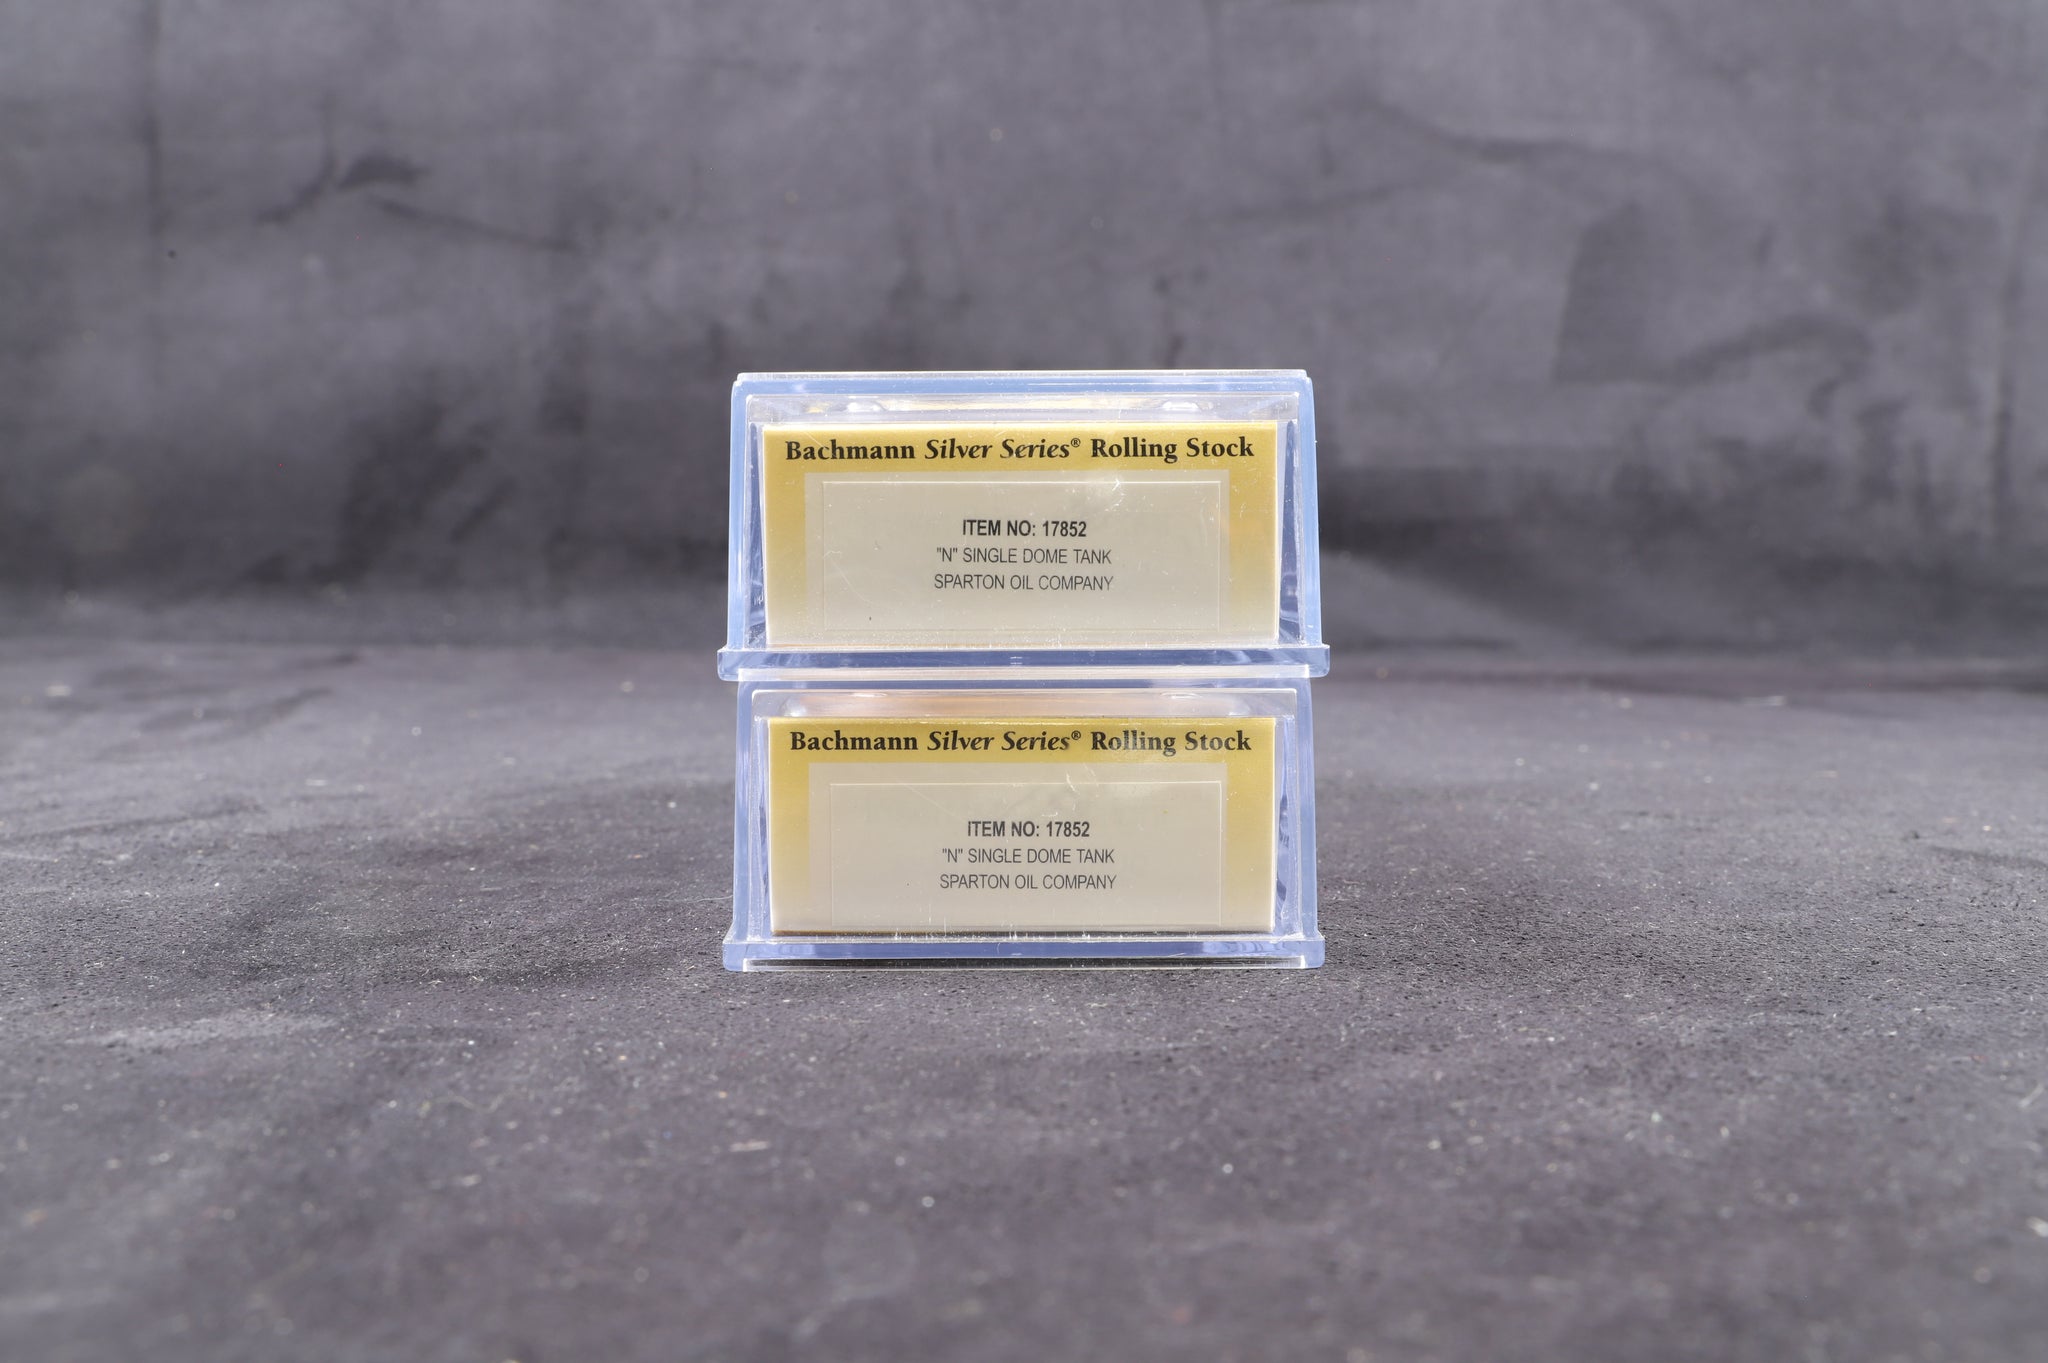 Bachmann Silver Series® Rolling Stock
ITEM NO: 17852
"N" SINGLE DOME TANK
SPARTON OIL COMPANY
Bachmann Silver Series® Rolling Stock
ITEM NO: 17852
"N" SINGLE DOME TANK
SPARTON OIL COMPANY